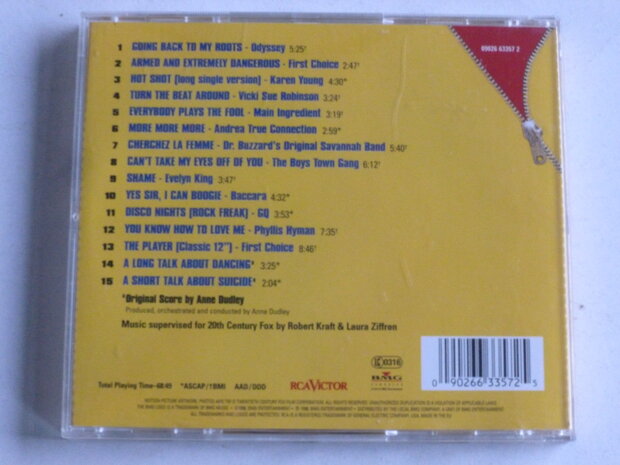 09026 63357 2
1 GOING BACK TO MY ROOTS - Odyssey 5:25†
2 ARMED AND EXTREMELY DANGEROUS - First Choice 2:47†
3 HOT SHOT (long single version) - Karen Young 4:30*
4 TURN THE BEAT AROUND - Vicki Sue Robinson 3:24†
5 EVERYBODY PLAYS THE FOOL - Main Ingredient 3:19†
6 MORE MORE MORE - Andrea True Connection 2:59*
7 CHERCHEZ LA FEMME - Dr. Buzzard's Original Savannah Band 5:40†
8 CAN'T TAKE MY EYES OFF OF YOU - The Boys Town Gang 6:12†
9 SHAME - Evelyn King 3:47†
10 YES SIR, I CAN BOOGIE - Baccara 4:32*
11 DISCO NIGHTS (ROCK FREAK) - GQ 3:53*
12 YOU KNOW HOW TO LOVE ME - Phyllis Hyman 7:35†
13 THE PLAYER (Classic 12") - First Choice 8:46†
14 A LONG TALK ABOUT DANCING* 3:25*
15 A SHORT TALK ABOUT SUICIDE* 2:04*
*Original Score by Anne Dudley
Produced, orchestrated and conducted by Anne Dudley
Music supervised for 20th Century Fox by Robert Kraft & Laura Ziffren
Total Playing Time-68:49 *ASCAP/†BMI AAD/DDD RCA VICTOR
LC 0316
BMG
CLASSICS
0 90266 33572 5